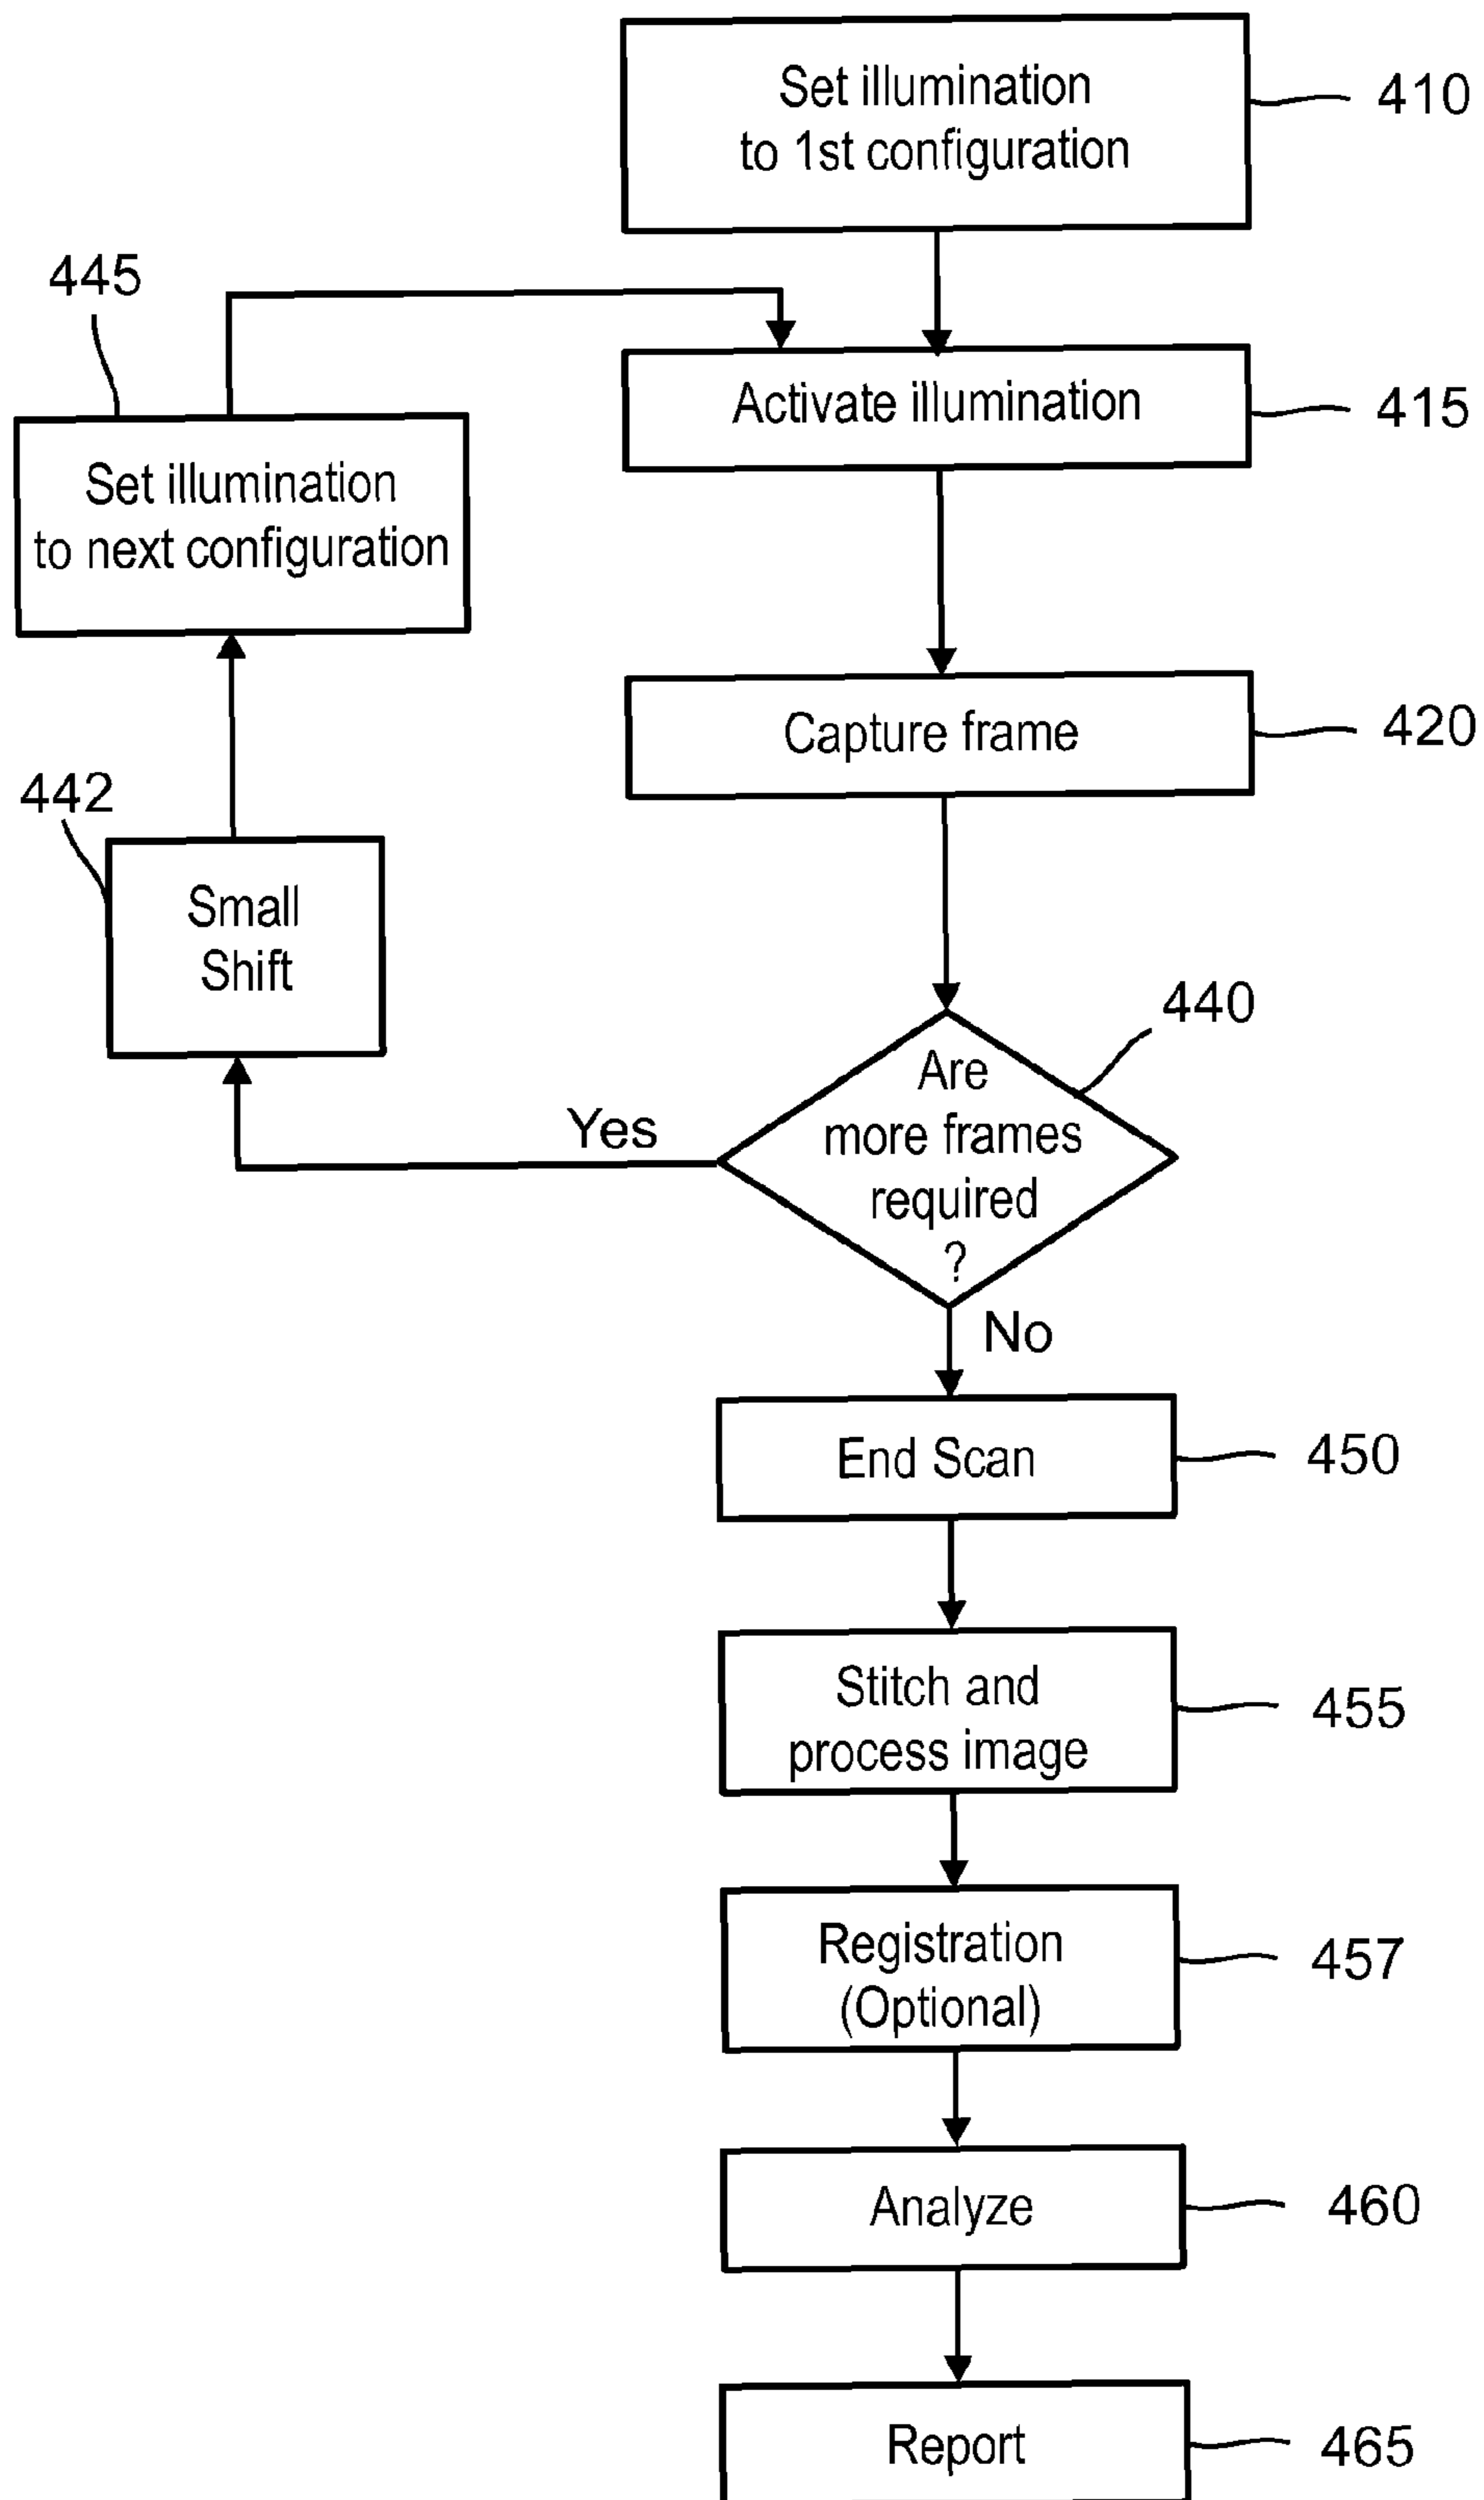 Set illumination
to 1st configuration
410
445
Activate illumination
415
Set illumination
to next configuration
Capture frame
420
442
Small
Shift
440
Are
more frames
required
?
Yes
No
End Scan
450
Stitch and
process image
455
Registration
(Optional)
457
Analyze
460
Report
465